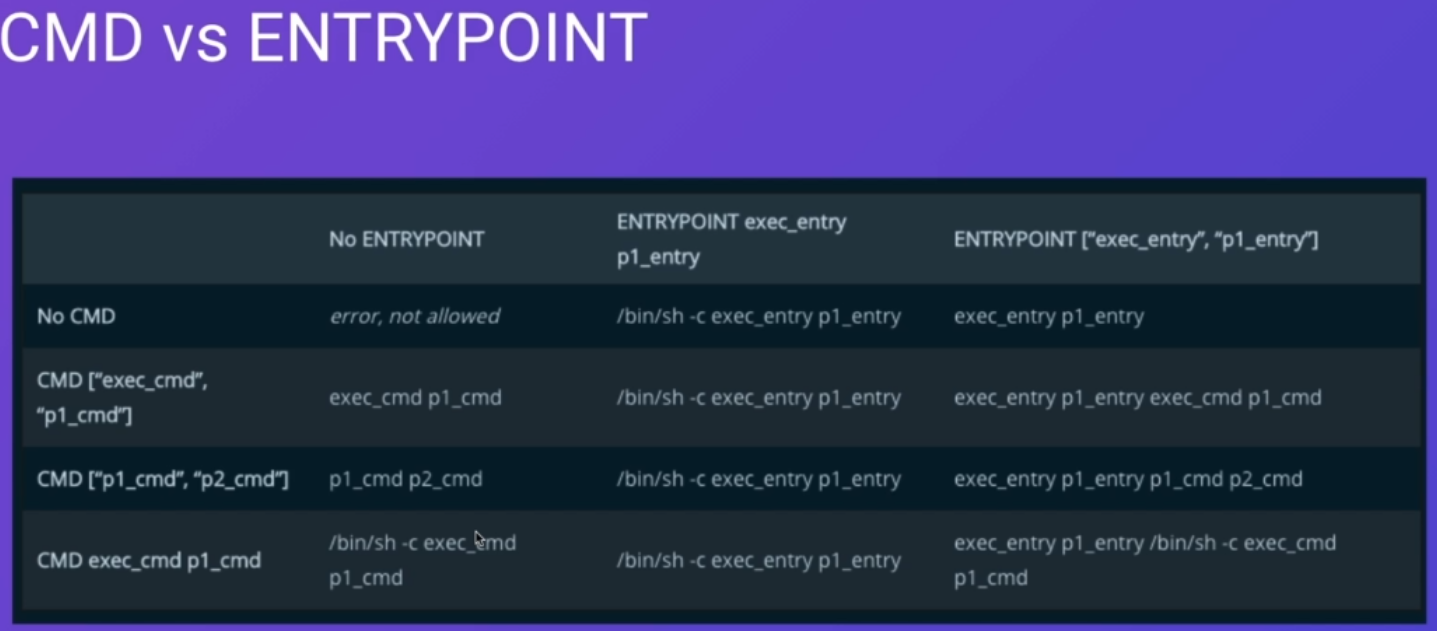 CMD vs ENTRYPOINT
No ENTRYPOINT
ENTRYPOINT exec_entry
p1_entry
ENTRYPOINT [“exec_entry”, “p1_entry”]
No CMD
error, not allowed
/bin/sh -c exec_entry p1_entry
exec_entry p1_entry
CMD [“exec_cmd”,
“p1_cmd”]
exec_cmd p1_cmd
/bin/sh -c exec_entry p1_entry
exec_entry p1_entry exec_cmd p1_cmd
CMD [“p1_cmd”, “p2_cmd”]
p1_cmd p2_cmd
/bin/sh -c exec_entry p1_entry
exec_entry p1_entry p1_cmd p2_cmd
CMD exec_cmd p1_cmd
/bin/sh -c exec_cmd
p1_cmd
/bin/sh -c exec_entry p1_entry
exec_entry p1_entry /bin/sh -c exec_cmd
p1_cmd